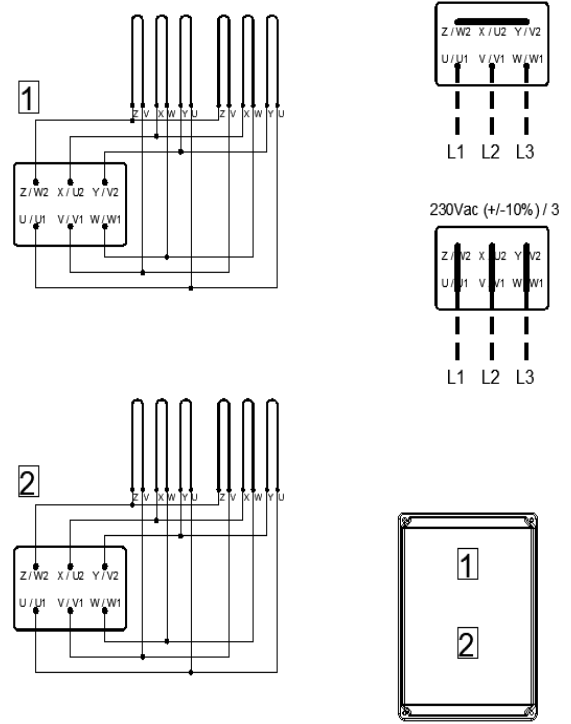 Z / W2 X / U2 Y / V2
U / U1 V / V1 W / W1
L1 L2 L3
1
Z V X W Y U Z V X W Y U
Z / W2 X / U2 Y / V2
U / U1 V / V1 W / W1
230Vac (+/-10%) / 3
Z / W2 X / U2 Y / V2
U / U1 V / V1 W / W1
L1 L2 L3
2
Z V X W Y U Z V X W Y U
Z / W2 X / U2 Y / V2
U / U1 V / V1 W / W1
1
2